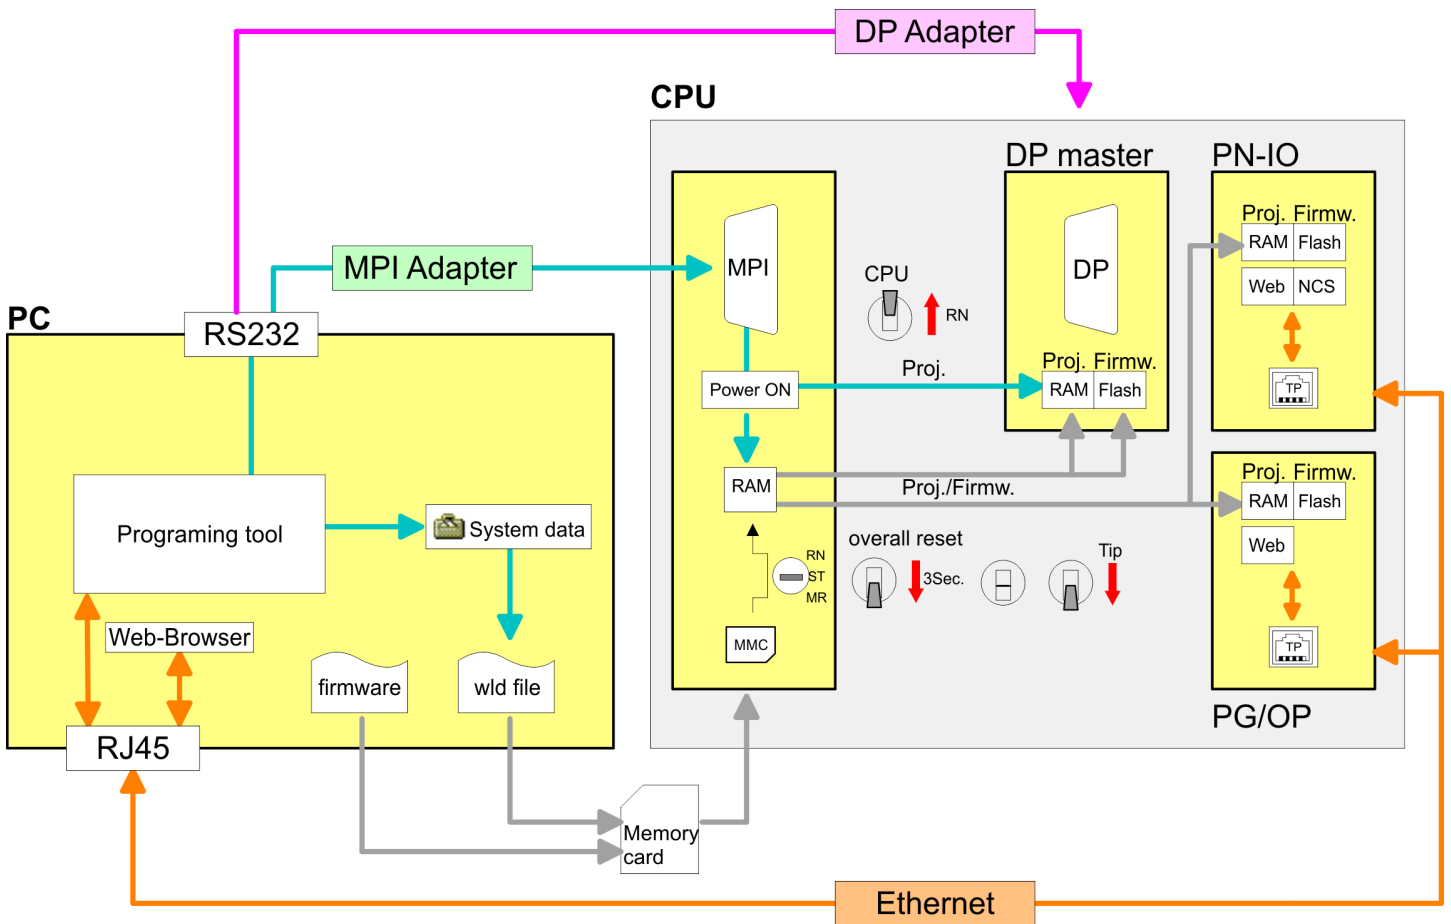 DP Adapter
CPU
DP master
PN-IO
Proj. Firmw.
RAM Flash
Web NCS
TP
MPI
DP
CPU
RN
MPI Adapter
PC
RS232
Proj.
Proj. Firmw.
RAM Flash
Power ON
RAM
Proj./Firmw.
Proj. Firmw.
RAM Flash
Web
TP
PG/OP
Programing tool
System data
overall reset
3Sec.
Tip
RN
ST
MR
MMC
Web-Browser
firmware
wld file
RJ45
Memory
card
Ethernet